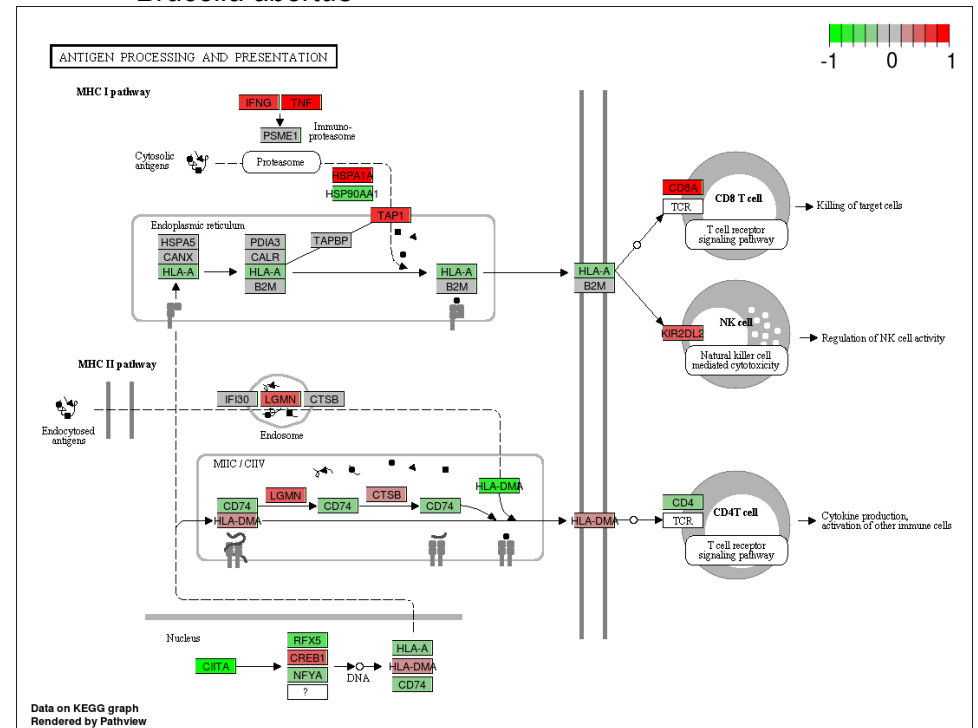 Brucella abortus
ANTIGEN PROCESSING AND PRESENTATION
-1 0 1
MHC I pathway
IFNG TNF
PSME1
Immuno-
proteasome
Cytosolic
antigens
Proteasome
HSPA1A
HSP90AA1
TAP1
Endoplasmic reticulum
HSPA5
CANX
HLA-A
PDIA3
CALR
HLA-A
B2M
TAPBP
HLA-A
B2M
HLA-A
B2M
CD8A
TCR
CD8 T cell
T cell receptor
signaling pathway
Killing of target cells
KIR2DL2
NK cell
Natural killer cell
mediated cytotoxicity
Regulation of NK cell activity
MHC II pathway
Endocytosed
antigens
IFI30 LGMN CTSB
Endosome
MIIC / CIIV
CD74
HLA-DMA
LGMN
CD74
CTSB
CD74
HLA-DMA
HLA-DMA
CD4
TCR
CD4T cell
T cell receptor
signaling pathway
Cytokine production,
activation of other immune cells
Nucleus
CIITA
RFX5
CREB1
NFYA
?
DNA
HLA-A
HLA-DMA
CD74
Data on KEGG graph
Rendered by Pathview